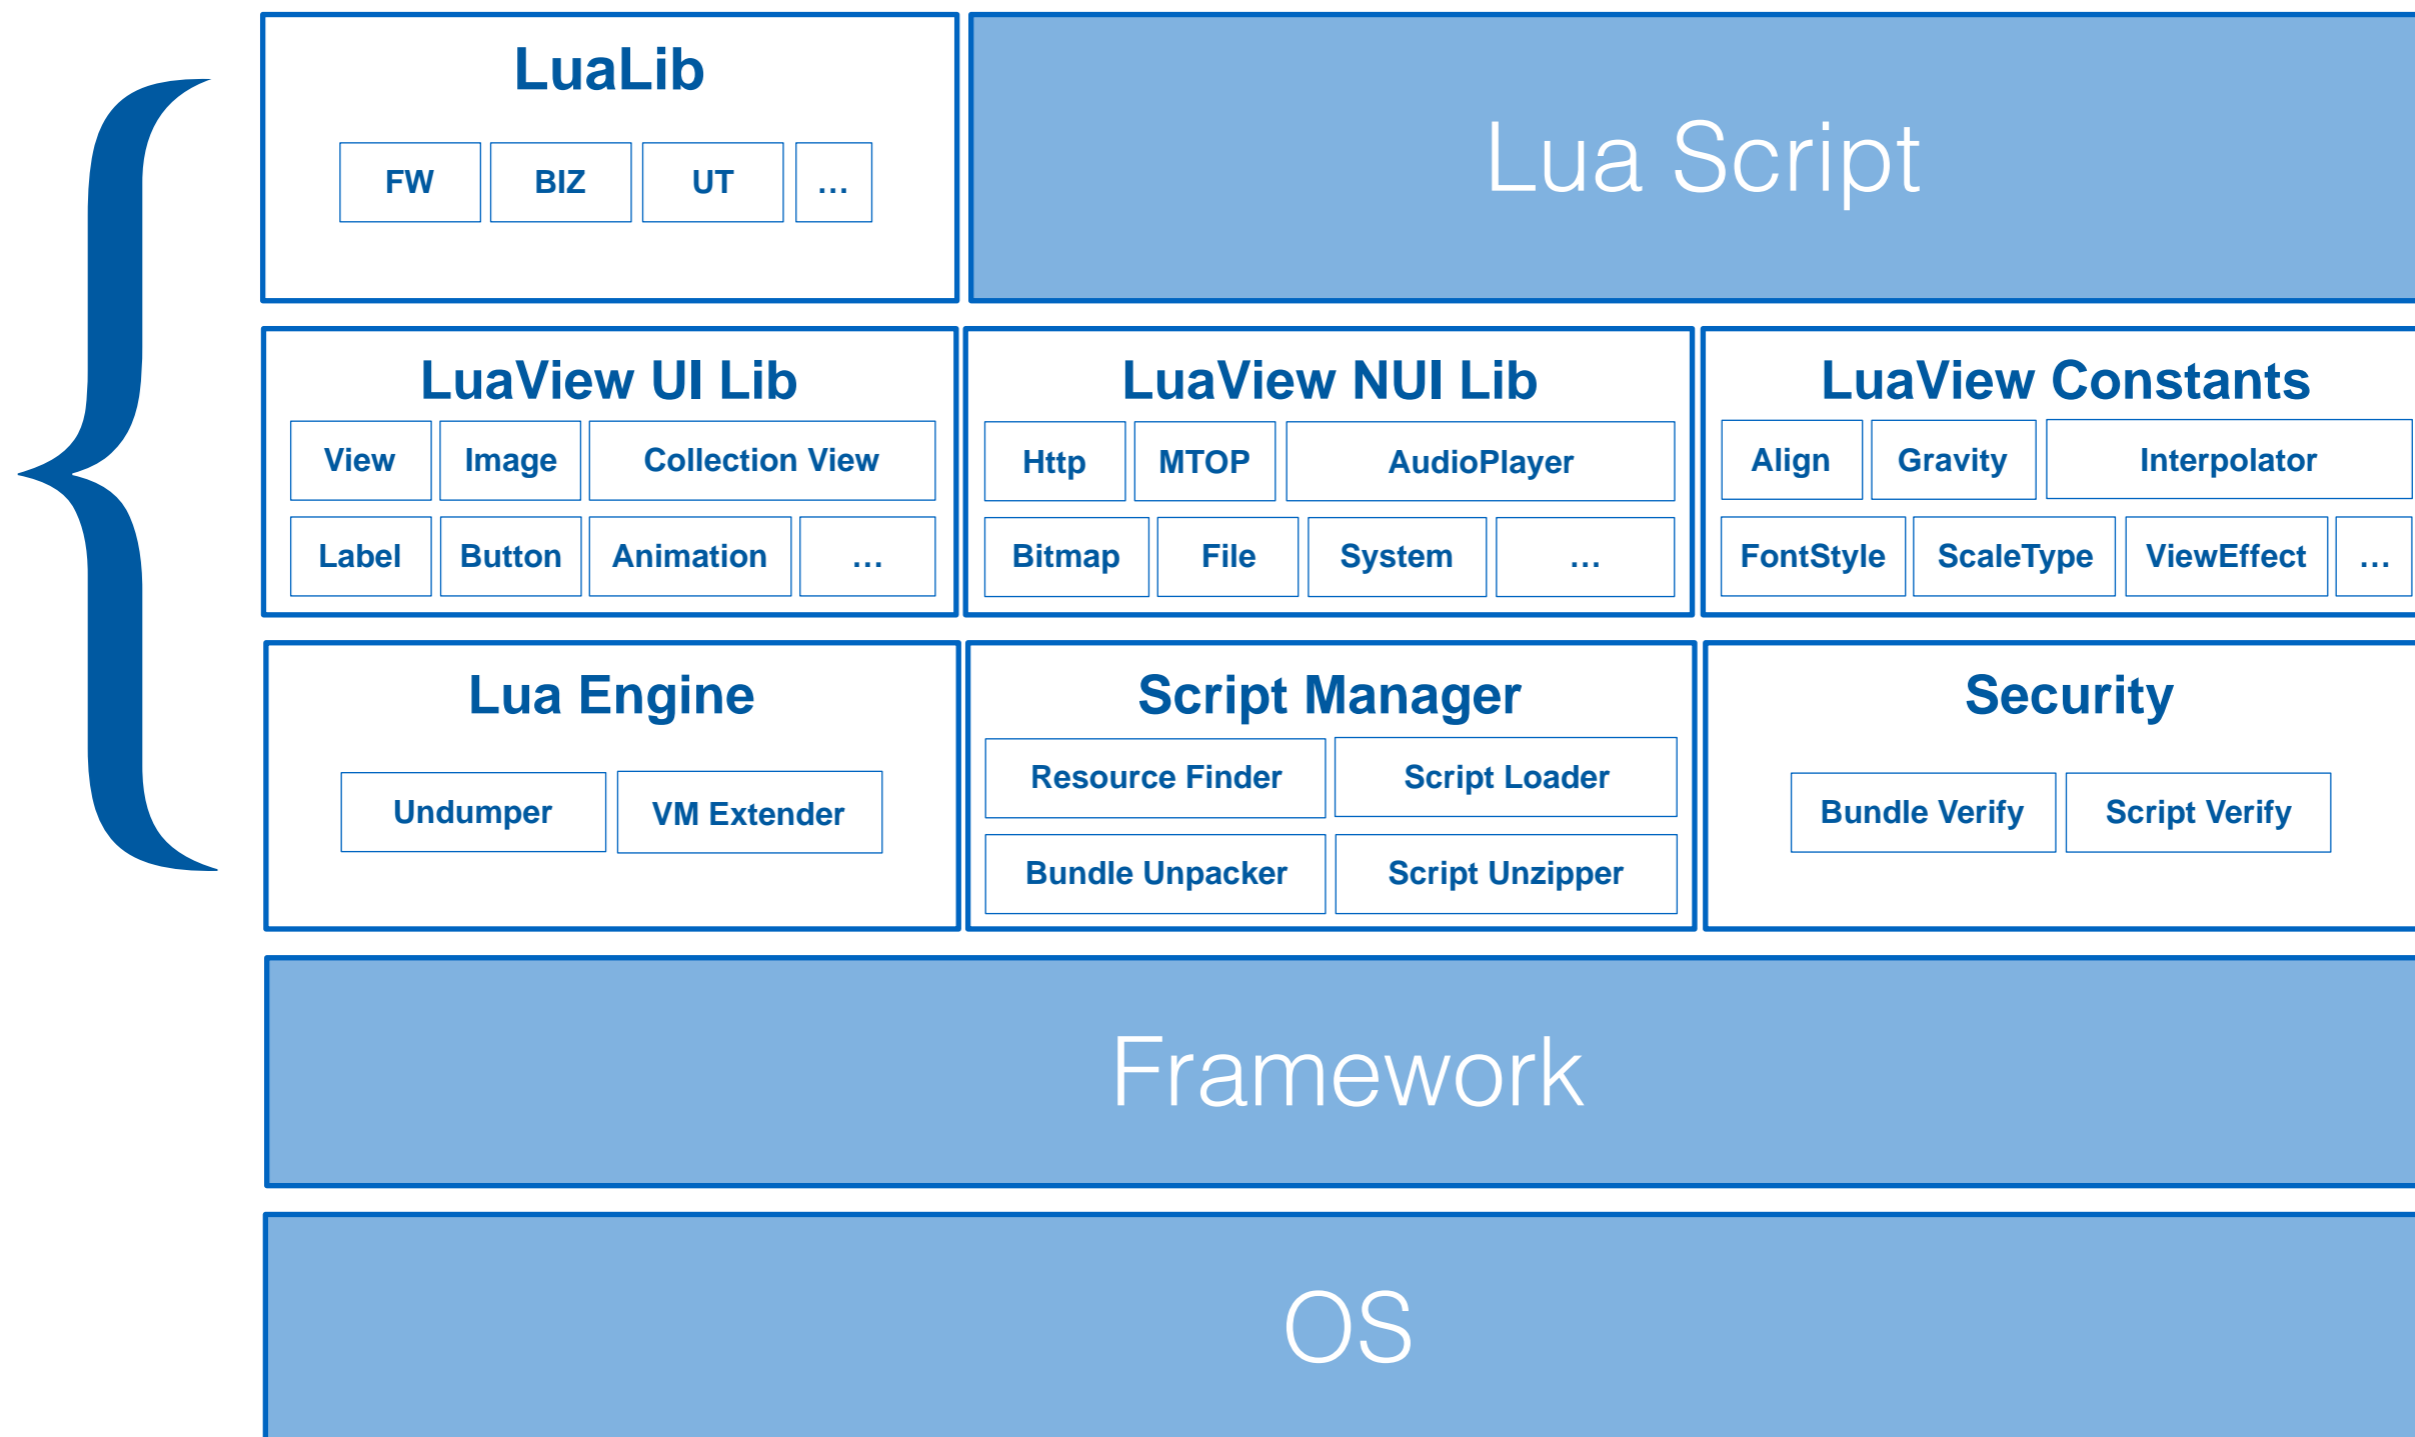 LuaLib
FW BIZ UT ...
Lua Script
LuaView UI Lib
View Image Collection View
Label Button Animation ...
LuaView NUI Lib
Http MTOP AudioPlayer
Bitmap File System ...
LuaView Constants
Align Gravity Interpolator
FontStyle ScaleType ViewEffect ...
Lua Engine
Undumper VM Extender
Script Manager
Resource Finder Script Loader
Bundle Unpacker Script Unzipper
Security
Bundle Verify Script Verify
Framework
OS